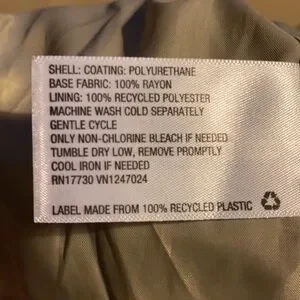 SHELL: COATING: POLYURETHANE
BASE FABRIC: 100% RAYON
LINING: 100% RECYCLED POLYESTER
MACHINE WASH COLD SEPARATELY
GENTLE CYCLE
ONLY NON-CHLORINE BLEACH IF NEEDED
TUMBLE DRY LOW, REMOVE PROMPTLY
COOL IRON IF NEEDED
RN17730 VN1247024
LABEL MADE FROM 100% RECYCLED PLASTIC